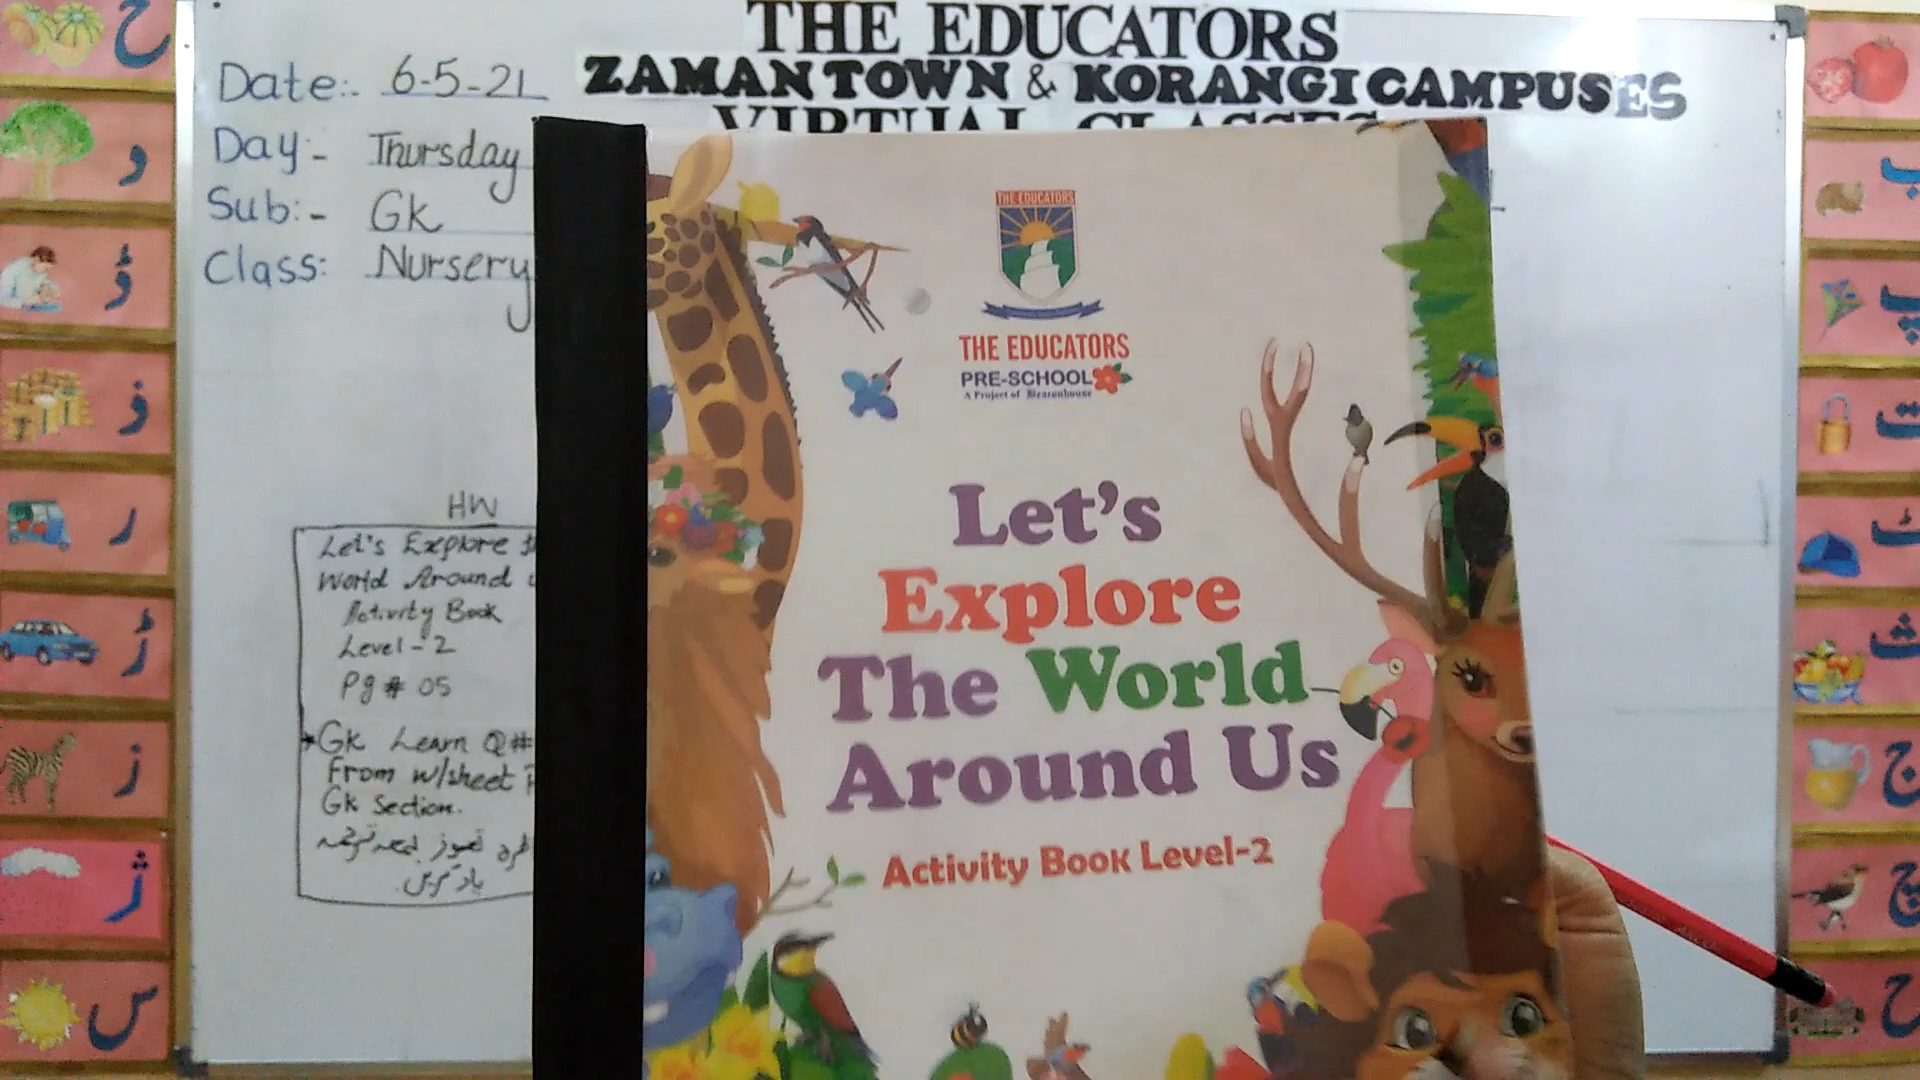 THE EDUCATORS
ZAMAN TOWN & KORANGI CAMPUSES
VIRTUAL CLASSES
Date:- 6-5-21
Day:- Thursday
Sub:- Gk
Class: Nursery
HW
Let's Explore
World Around
Activity Book
Level-2
Pg # 05
Gk Learn Q#
From w/sheet
Gk Section.
یاد کریں
THE EDUCATORS
THE EDUCATORS
PRE-SCHOOL
A Project of Beaconhouse
Let's
Explore
The World
Around Us
Activity Book Level-2
ح
د
ڈ
ذ
ر
ڑ
ز
ژ
س
ب
پ
ت
ٹ
ث
ج
چ
ح